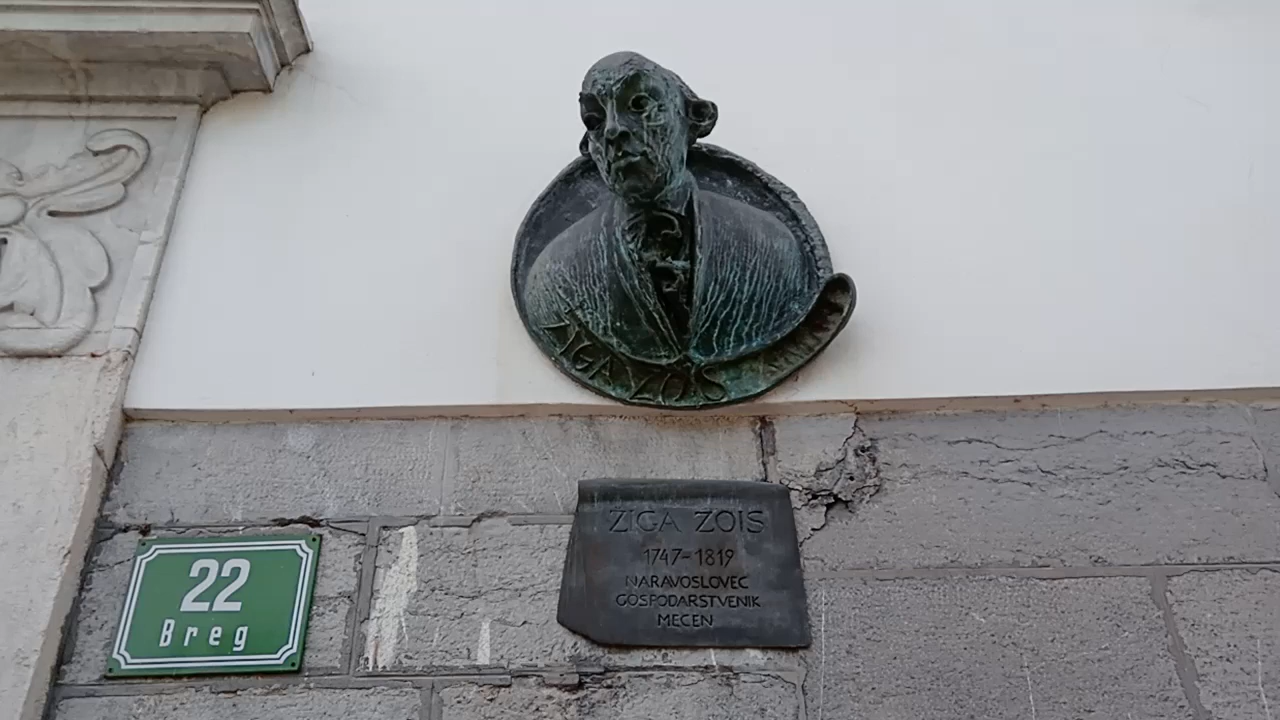 ŽIGA ZOIS
ŽIGA ZOIS
1747-1819
NARAVOSLOVEC
GOSPODARSTVENIK
MECEN
22
Breg